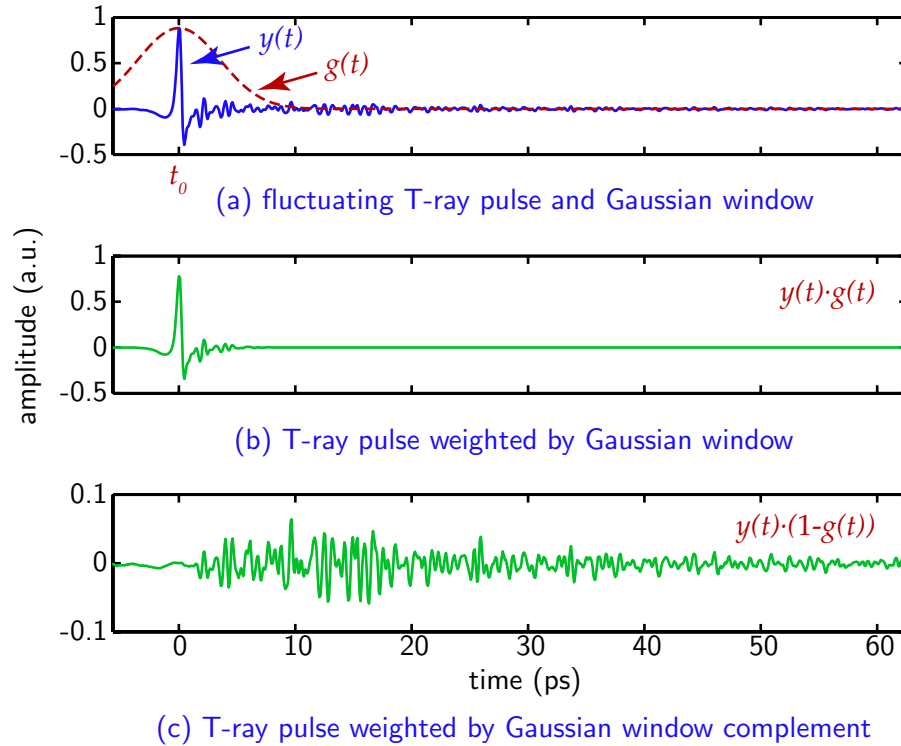 1
y(t)
g(t)
0.5
0
-0.5
t0
(a) fluctuating T-ray pulse and Gaussian window
amplitude (a.u.)
1
y(t)·g(t)
0.5
0
-0.5
(b) T-ray pulse weighted by Gaussian window
0.1
y(t)·(1-g(t))
0
-0.1
0 10 20 30 40 50 60
time (ps)
(c) T-ray pulse weighted by Gaussian window complement